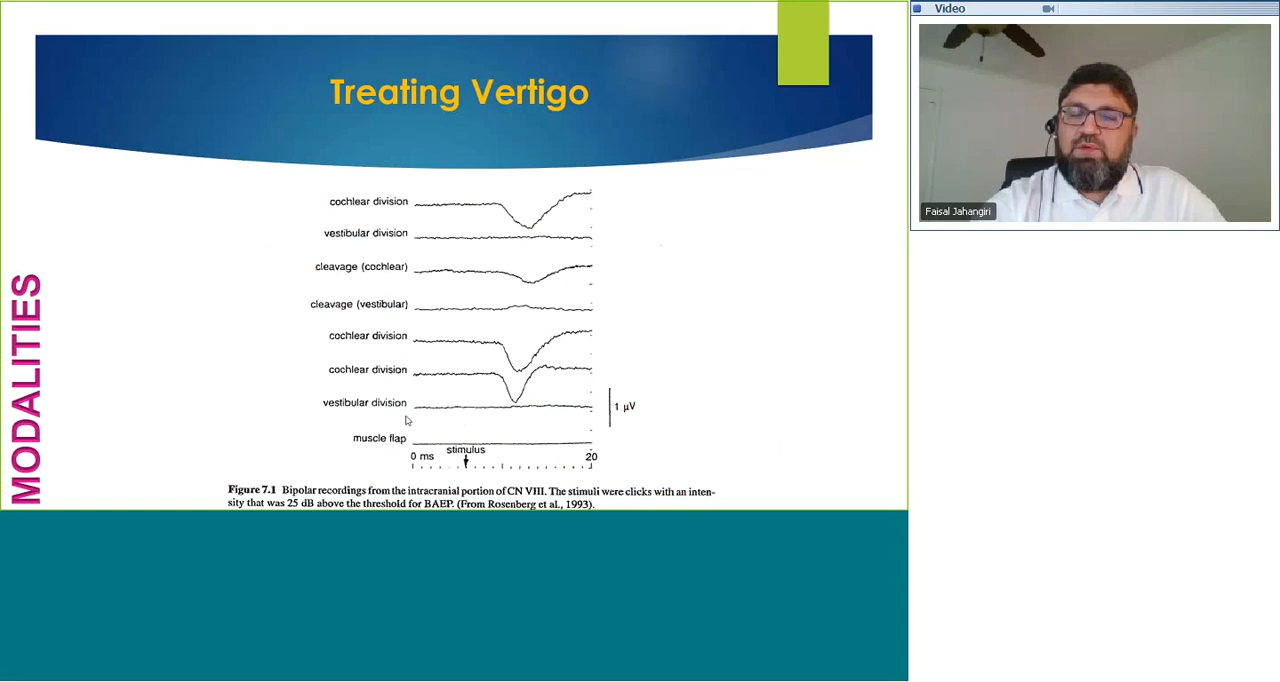 Treating Vertigo
MODALITIES
cochlear division
vestibular division
cleavage (cochlear)
cleavage (vestibular)
cochlear division
cochlear division
vestibular division
1 µV
muscle flap
stimulus
0 ms
20
Figure 7.1 Bipolar recordings from the intracranial portion of CN VIII. The stimuli were clicks with an inten-
sity that was 25 dB above the threshold for BAEP. (From Rosenberg et al., 1993).
Video
Faisal Jahangiri